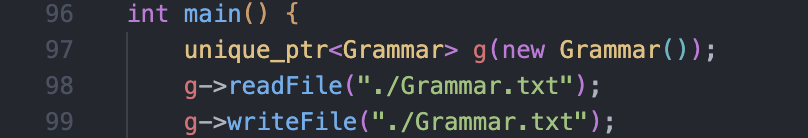 96 int main() {
97 unique_ptr<Grammar> g(new Grammar());
98 g->readFile("./Grammar.txt");
99 g->writeFile("./Grammar.txt");